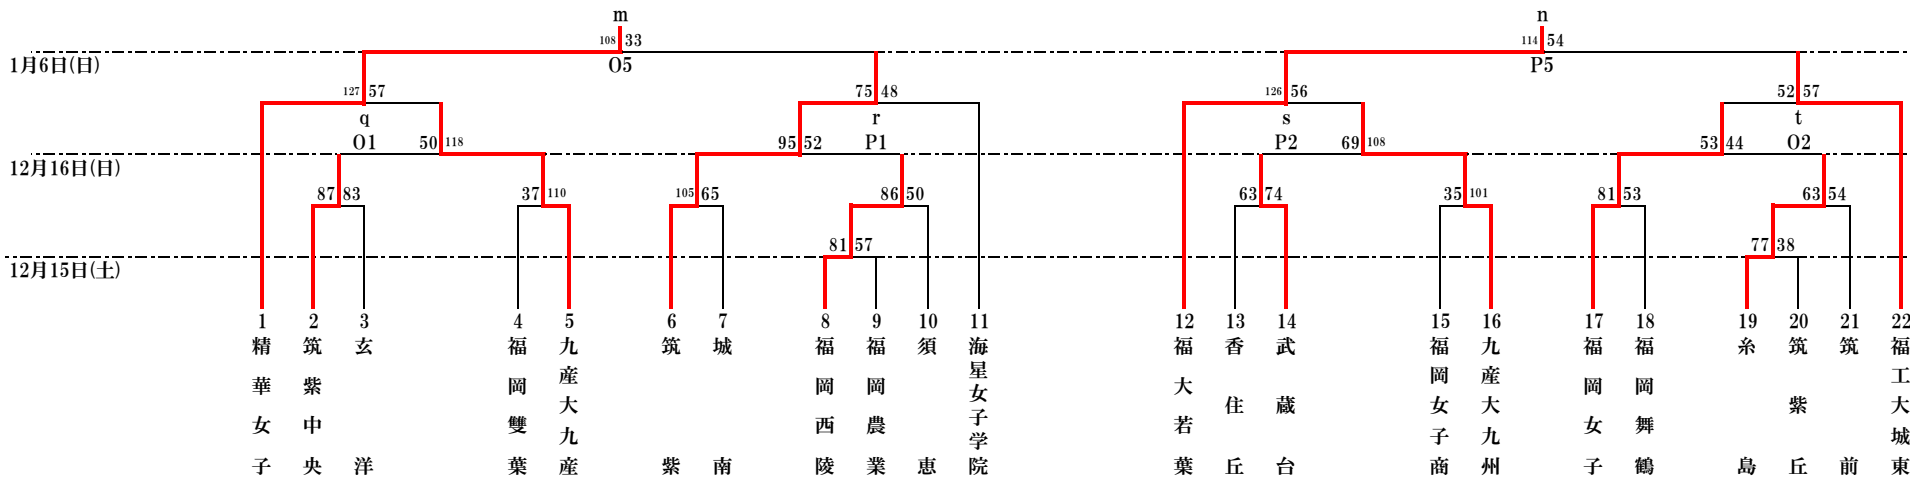 m n
108 33 114 54
1月6日(日) O5 P5
127 57 75 48 126 56 52 57
q r s t
O1 50 118 95 52 P1 P2 69 108 53 44 O2
12月16日(日)
87 83 37 110 105 65 86 50 63 74 35 101 81 53 63 54
81 57 77 38
12月15日(土)
1 2 3 4 5 6 7 8 9 10 11 12 13 14 15 16 17 18 19 20 21 22
精華女子
筑紫中央
玄洋
福岡雙葉
九産大九産
筑紫
城南
福岡西陵
福岡農業
須恵
海星女子学院
福大若葉
香住丘
武蔵台
福岡女子商
九産大九州
福岡女子
福岡舞鶴
糸島
筑紫丘
筑前
福工大城東